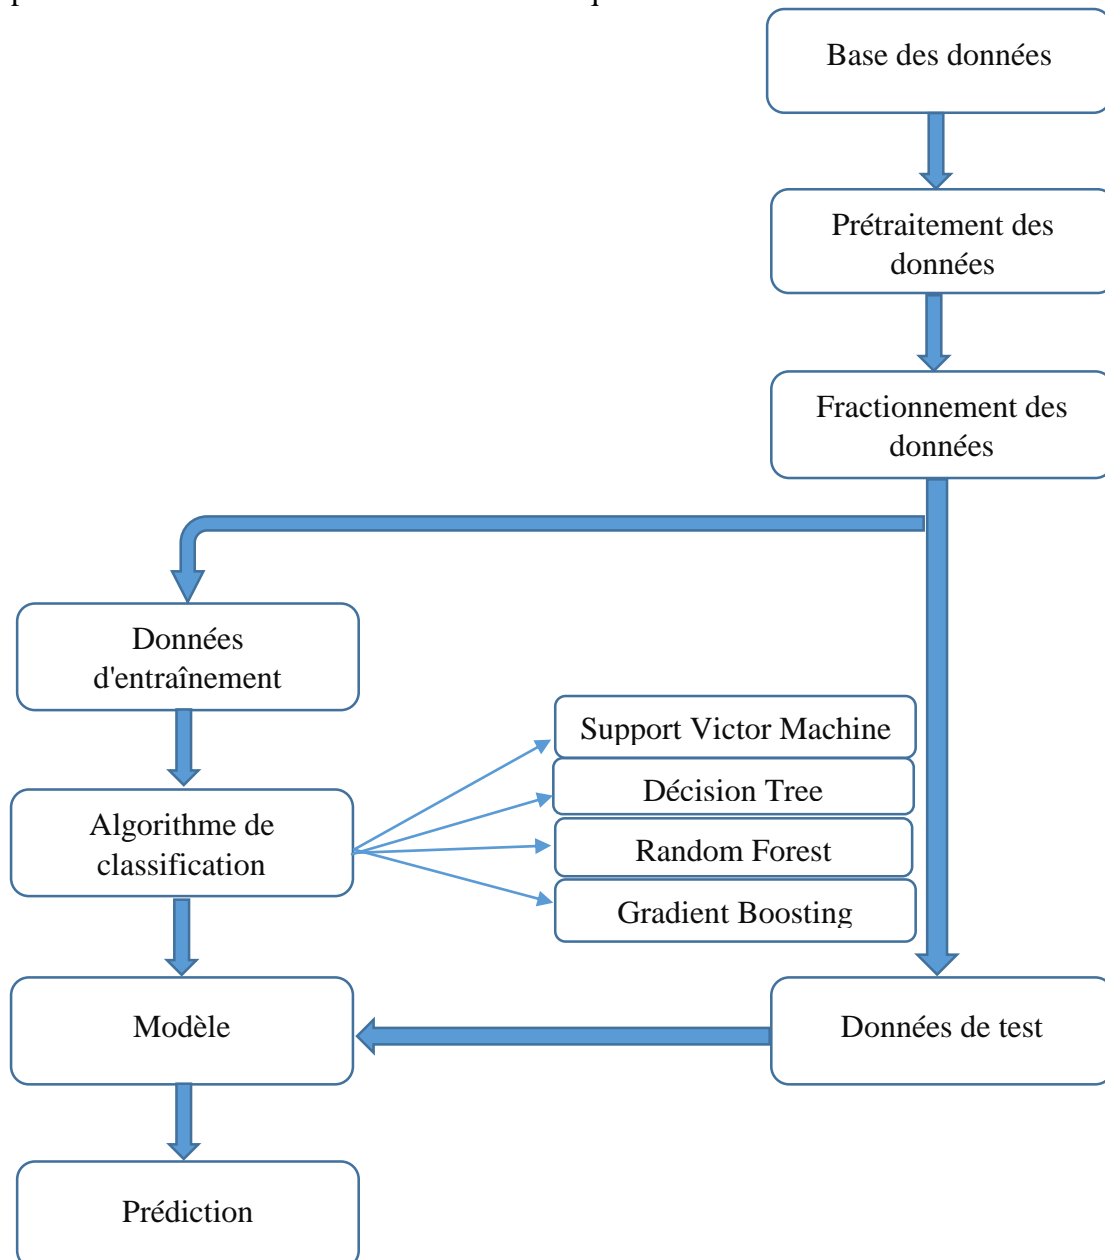 Base des données
Prétraitement des
données
Fractionnement des
données
Données
d'entraînement
Support Victor Machine
Décision Tree
Algorithme de
classification
Random Forest
Gradient Boosting
Modèle
Données de test
Prédiction